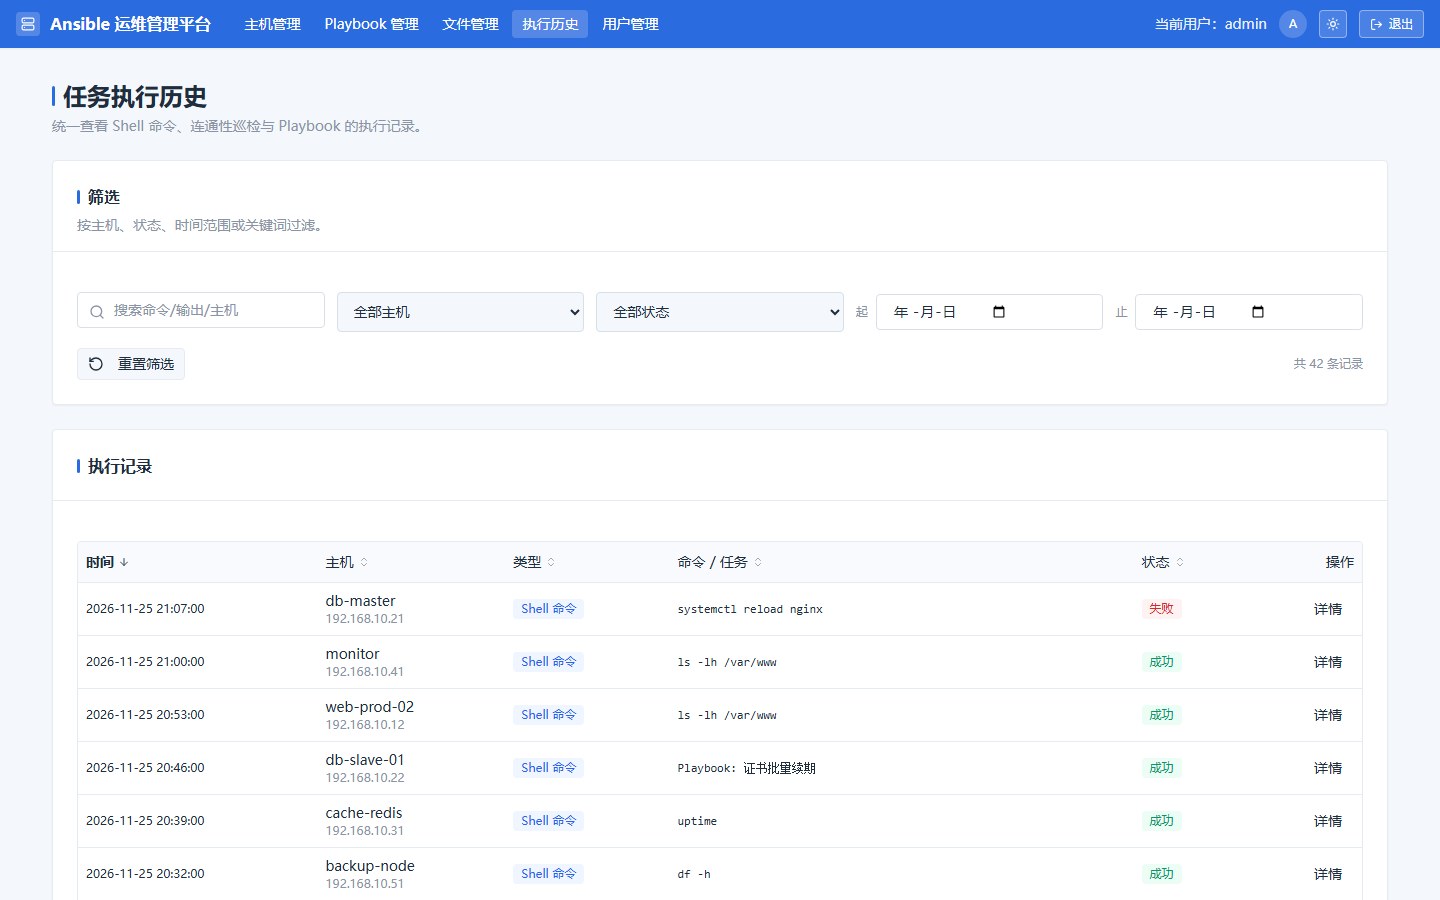 Ansible 运维管理平台 主机管理 Playbook 管理 文件管理 执行历史 用户管理 当前用户：admin A 退出
任务执行历史
统一查看 Shell 命令、连通性巡检与 Playbook 的执行记录。
筛选
按主机、状态、时间范围或关键词过滤。
搜索命令/输出/主机 全部主机 全部状态 起 年 -月-日 止 年 -月-日
重置筛选 共 42 条记录
执行记录
时间 主机 类型 命令 / 任务 状态 操作
2026-11-25 21:07:00 db-master Shell 命令 systemctl reload nginx 失败 详情
192.168.10.21
2026-11-25 21:00:00 monitor Shell 命令 ls -lh /var/www 成功 详情
192.168.10.41
2026-11-25 20:53:00 web-prod-02 Shell 命令 ls -lh /var/www 成功 详情
192.168.10.12
2026-11-25 20:46:00 db-slave-01 Shell 命令 Playbook: 证书批量续期 成功 详情
192.168.10.22
2026-11-25 20:39:00 cache-redis Shell 命令 uptime 成功 详情
192.168.10.31
2026-11-25 20:32:00 backup-node Shell 命令 df -h 成功 详情
192.168.10.51